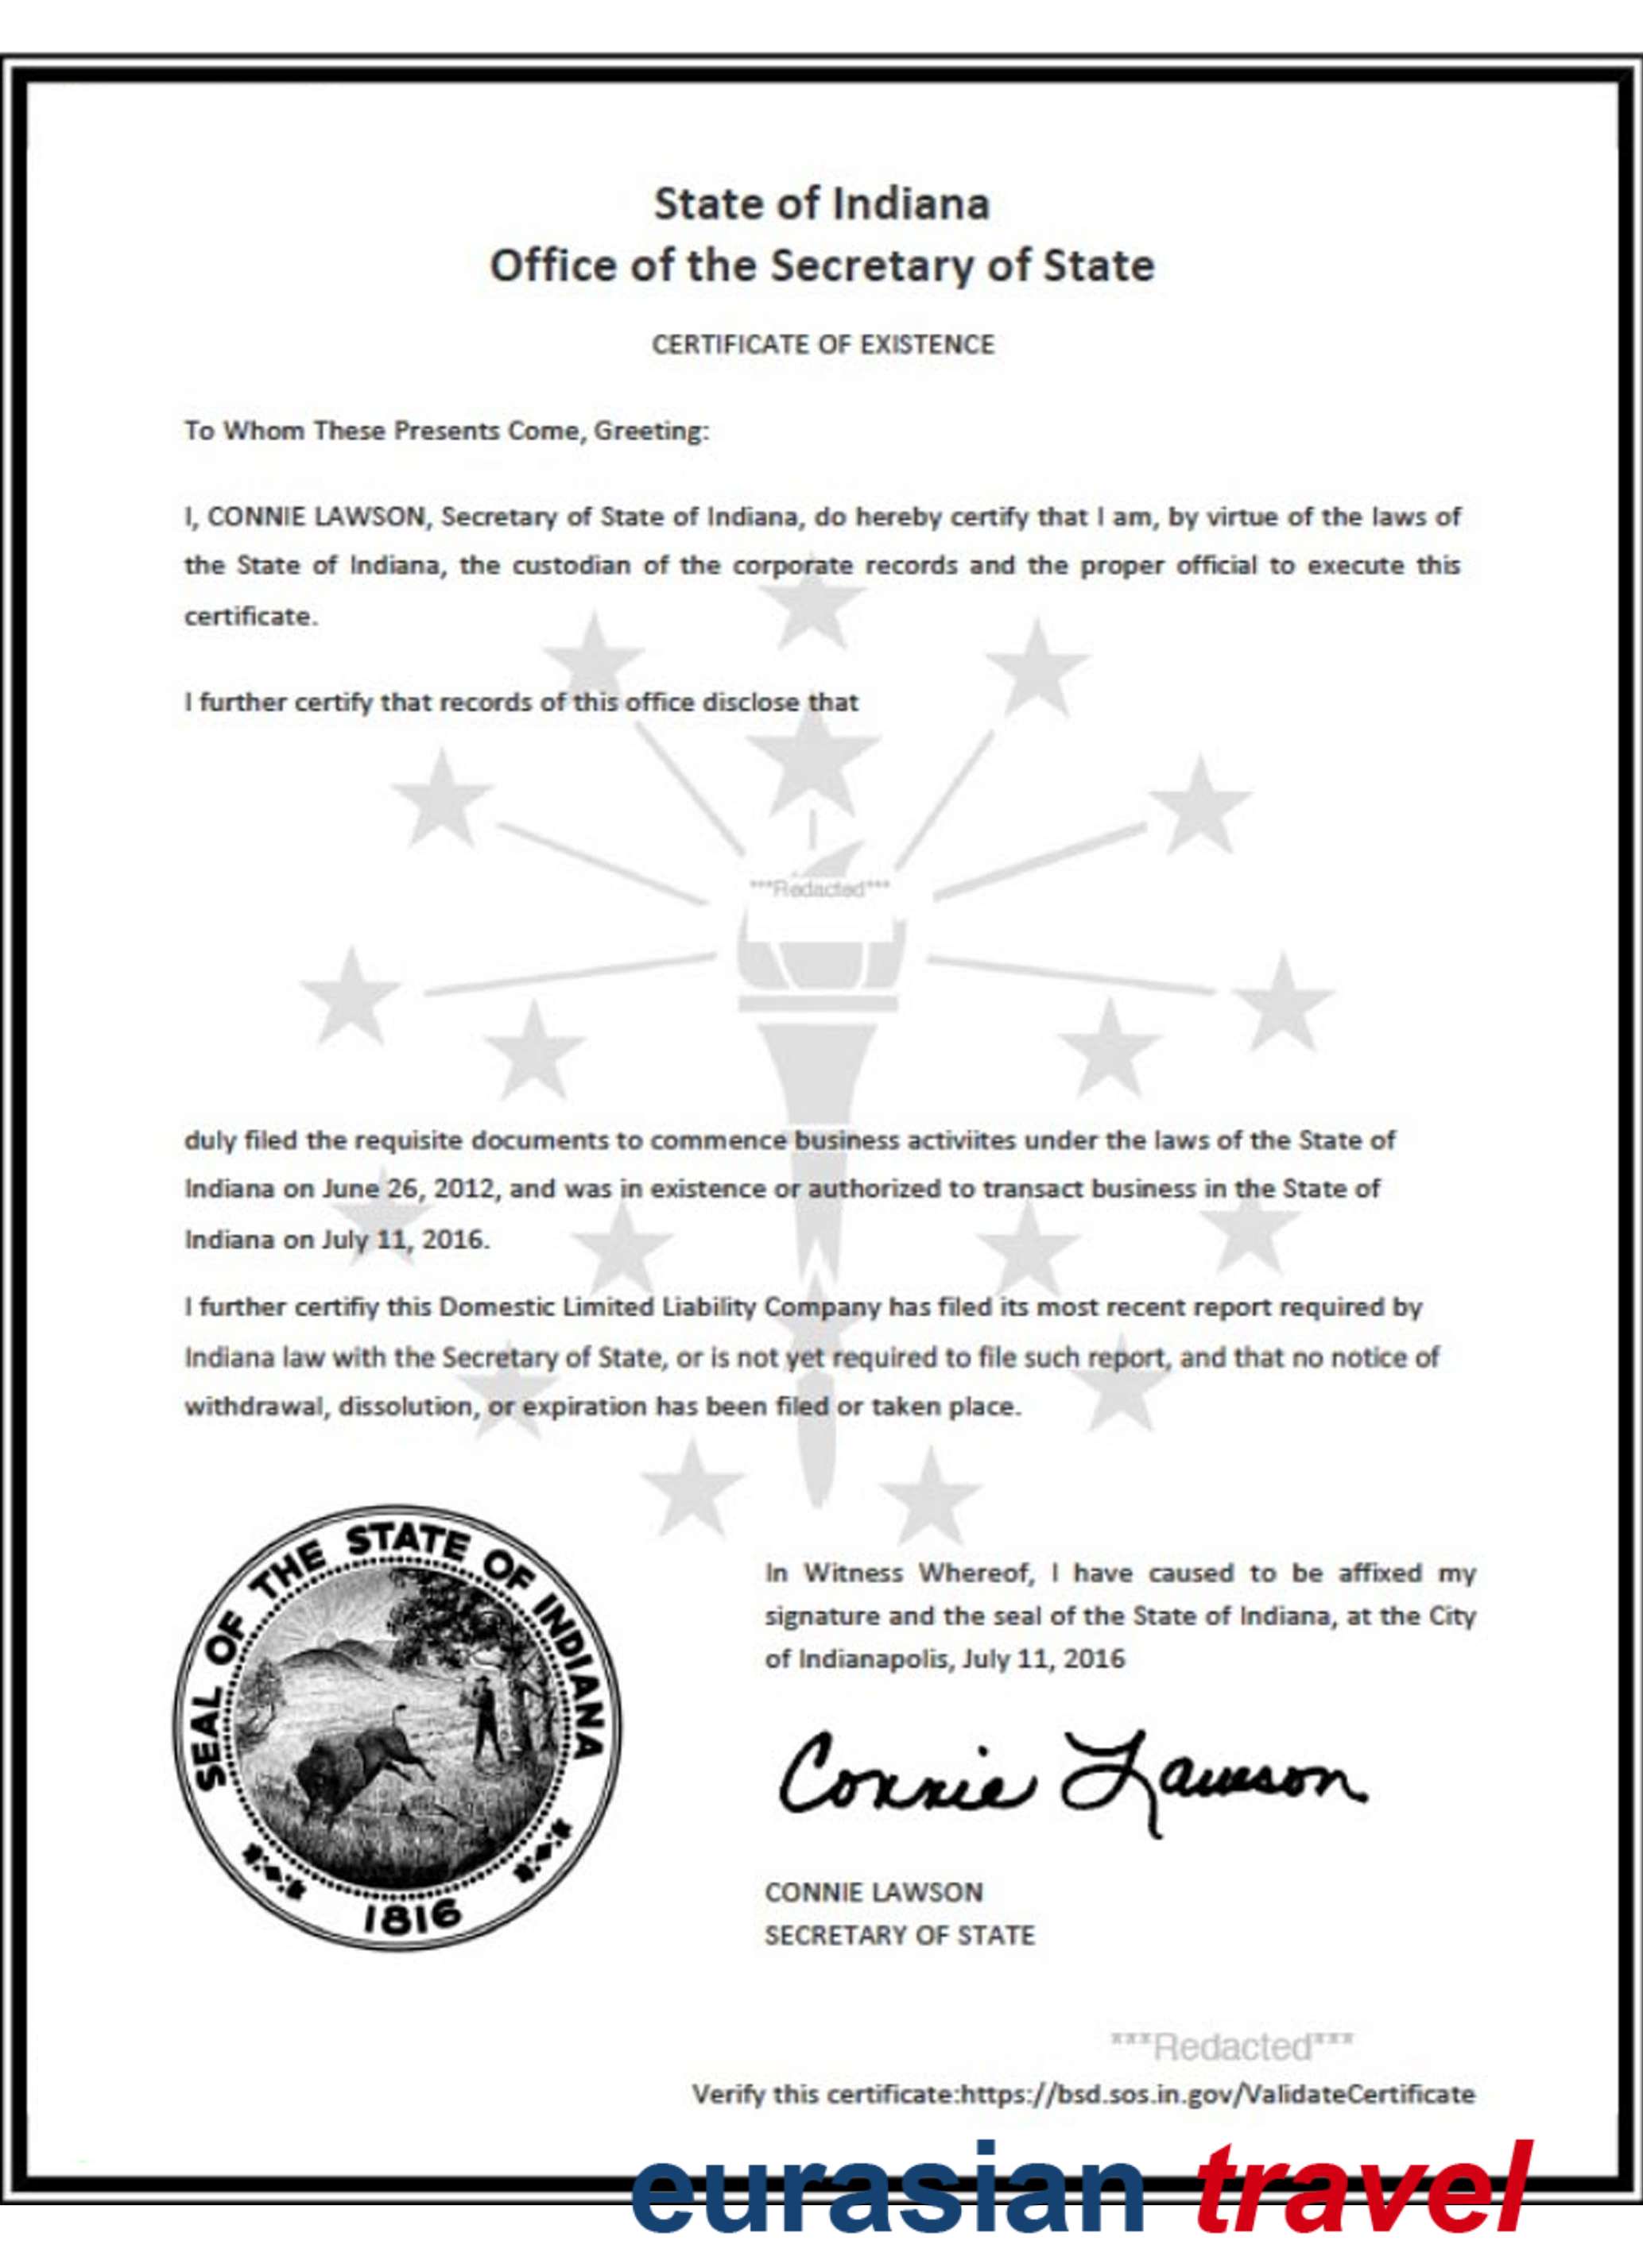 State of Indiana
Office of the Secretary of State
CERTIFICATE OF EXISTENCE
To Whom These Presents Come, Greeting:
I, CONNIE LAWSON, Secretary of State of Indiana, do hereby certify that I am, by virtue of the laws of
the State of Indiana, the custodian of the corporate records and the proper official to execute this
certificate.
I further certify that records of this office disclose that
***Redacted***
duly filed the requisite documents to commence business activiites under the laws of the State of
Indiana on June 26, 2012, and was in existence or authorized to transact business in the State of
Indiana on July 11, 2016.
I further certifiy this Domestic Limited Liability Company has filed its most recent report required by
Indiana law with the Secretary of State, or is not yet required to file such report, and that no notice of
withdrawal, dissolution, or expiration has been filed or taken place.
SEAL OF THE STATE OF INDIANA
1816
In Witness Whereof, I have caused to be affixed my
signature and the seal of the State of Indiana, at the City
of Indianapolis, July 11, 2016
Connie Lawson
CONNIE LAWSON
SECRETARY OF STATE
***Redacted***
Verify this certificate:https://bsd.sos.in.gov/ValidateCertificate
eurasian travel